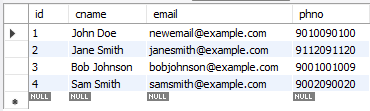 id cname email phno
1 John Doe newemail@example.com 9010090100
2 Jane Smith janesmith@example.com 9112091120
3 Bob Johnson bobjohnson@example.com 9001001009
4 Sam Smith samsmith@example.com 9002090020
NULL NULL NULL NULL